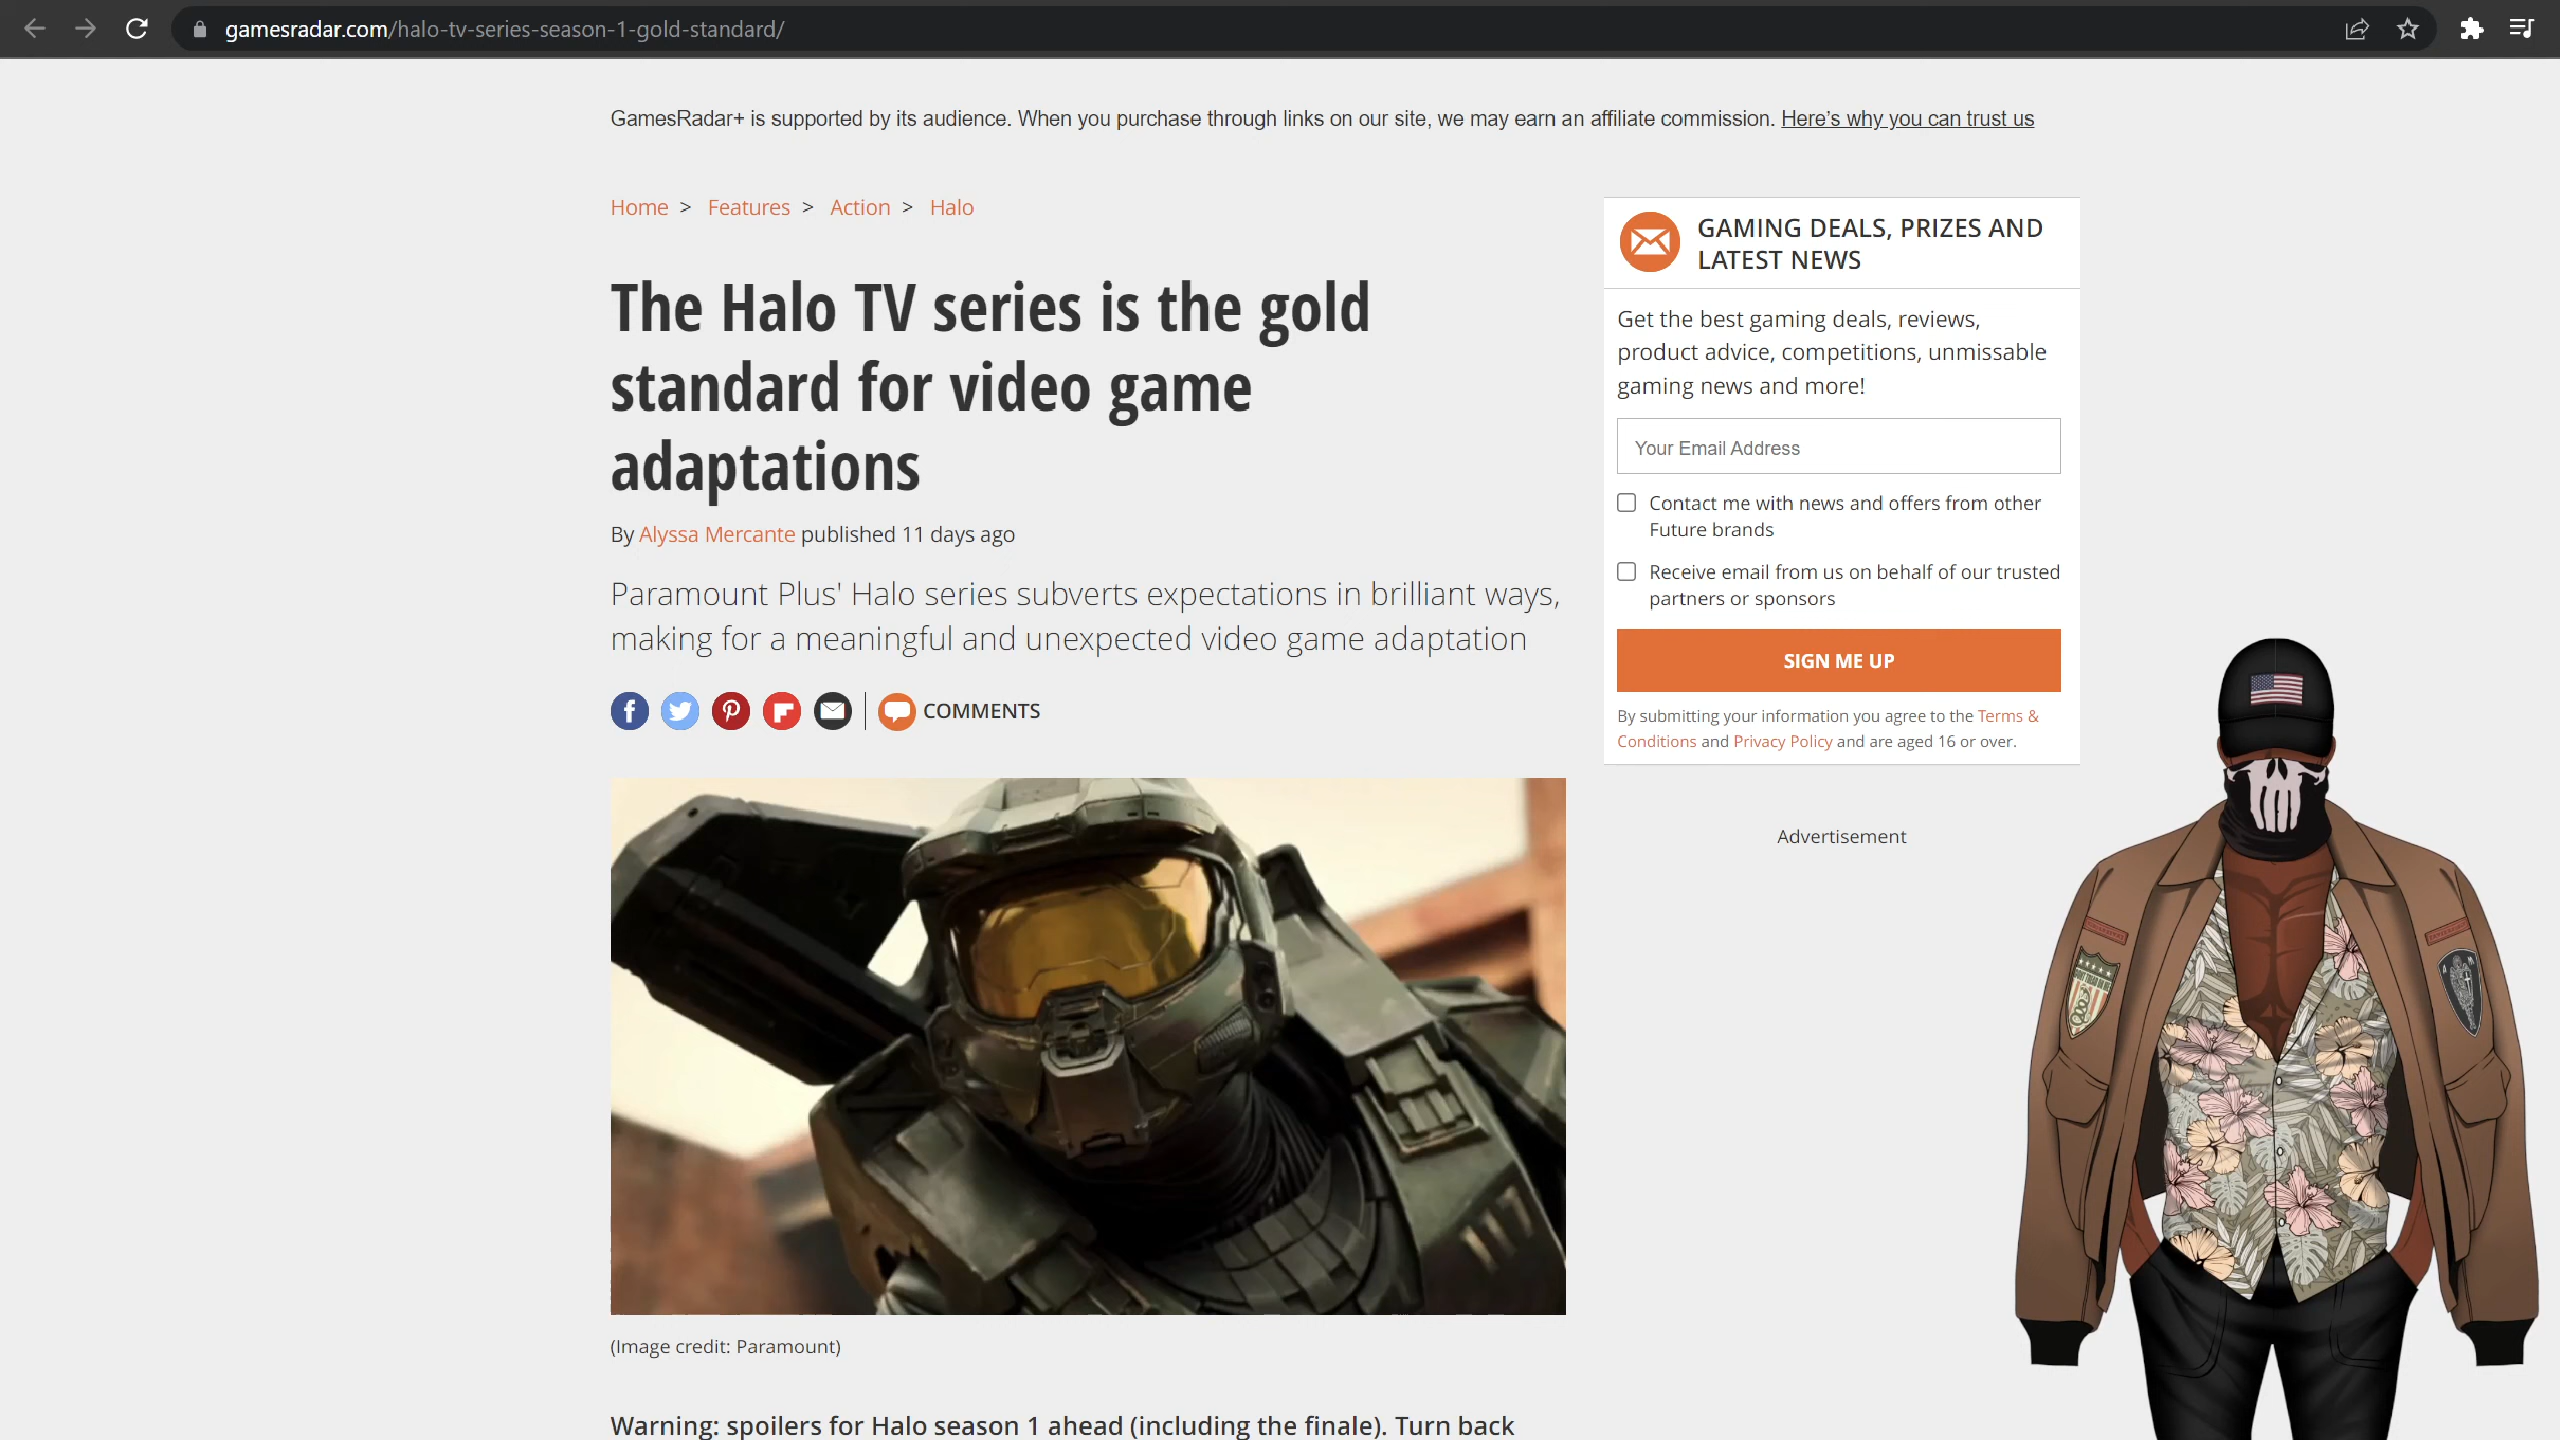 gamesradar.com/halo-tv-series-season-1-gold-standard/
GamesRadar+ is supported by its audience. When you purchase through links on our site, we may earn an affiliate commission. Here's why you can trust us
Home > Features > Action > Halo
The Halo TV series is the gold
standard for video game
adaptations
By Alyssa Mercante published 11 days ago
Paramount Plus' Halo series subverts expectations in brilliant ways,
making for a meaningful and unexpected video game adaptation
COMMENTS
(Image credit: Paramount)
Warning: spoilers for Halo season 1 ahead (including the finale). Turn back
GAMING DEALS, PRIZES AND
LATEST NEWS
Get the best gaming deals, reviews,
product advice, competitions, unmissable
gaming news and more!
Your Email Address
Contact me with news and offers from other
Future brands
Receive email from us on behalf of our trusted
partners or sponsors
SIGN ME UP
By submitting your information you agree to the Terms &
Conditions and Privacy Policy and are aged 16 or over.
Advertisement